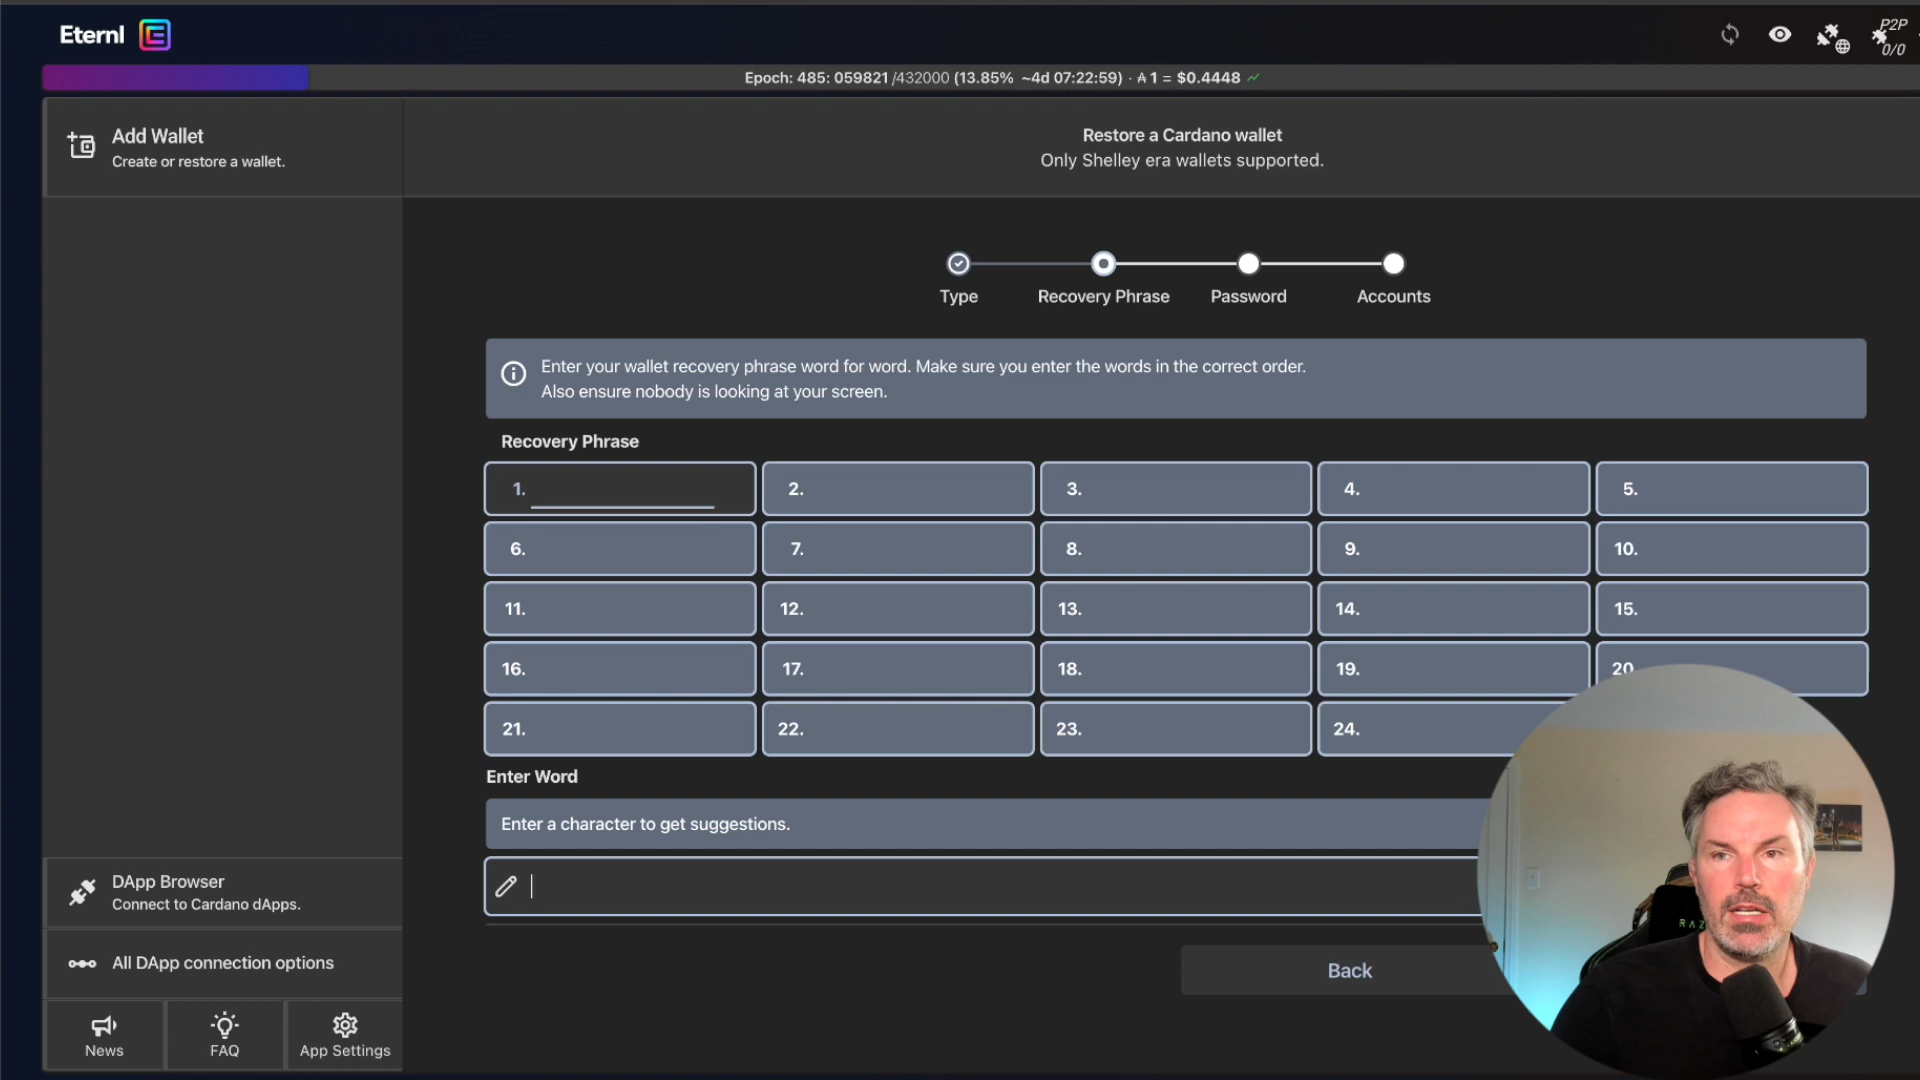 Eternl
P2P
0/0
Epoch: 485: 059821/432000 (13.85% ~4d 07:22:59) · ₳ 1 = $0.4448
Add Wallet
Create or restore a wallet.
Restore a Cardano wallet
Only Shelley era wallets supported.
Type
Recovery Phrase
Password
Accounts
Enter your wallet recovery phrase word for word. Make sure you enter the words in the correct order.
Also ensure nobody is looking at your screen.
Recovery Phrase
1. 2. 3. 4. 5.
6. 7. 8. 9. 10.
11. 12. 13. 14. 15.
16. 17. 18. 19. 20
21. 22. 23. 24.
Enter Word
Enter a character to get suggestions.
Back
DApp Browser
Connect to Cardano dApps.
All DApp connection options
News
FAQ
App Settings
RAZ